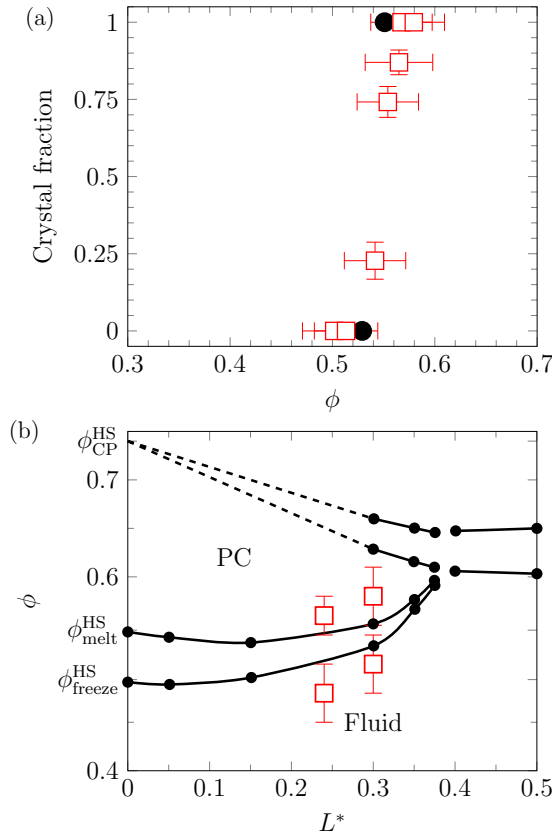 (a)
Crystal fraction
1
0.75
0.5
0.25
0
0.3 0.4 0.5 0.6 0.7
ϕ
(b)
ϕ
ϕ_CP^HS
0.7
PC
0.6
ϕ_melt^HS
ϕ_freeze^HS
Fluid
0.4
0 0.1 0.2 0.3 0.4 0.5
L*